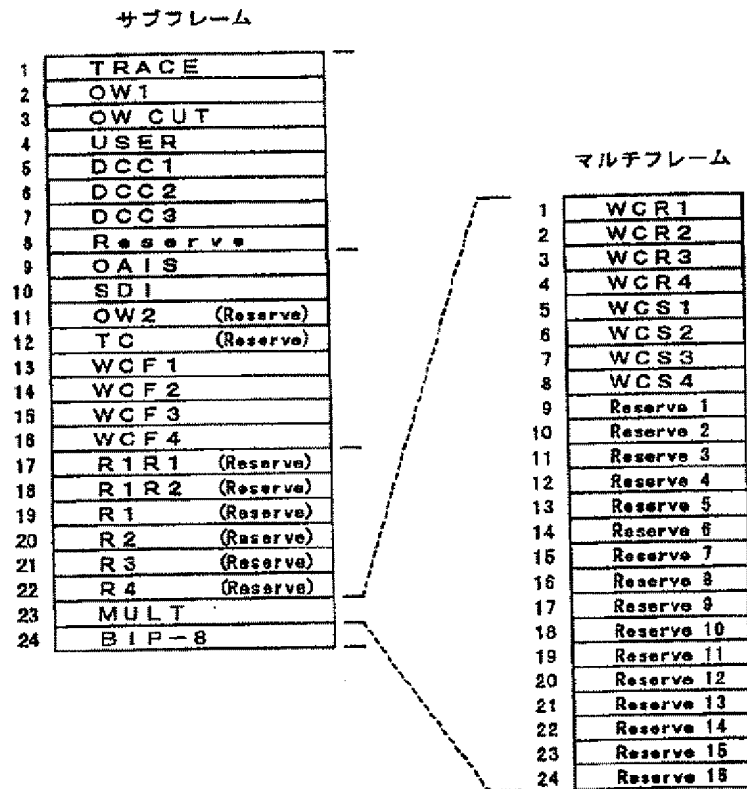 サブフレーム
1 TRACE
2 OW1
3 OW CUT
4 USER
5 DCC1
6 DCC2
7 DCC3
8 Reserve
9 OAIS
10 SDI
11 OW2 (Reserve)
12 TC (Reserve)
13 WCF1
14 WCF2
15 WCF3
16 WCF4
17 R1R1 (Reserve)
18 R1R2 (Reserve)
19 R1 (Reserve)
20 R2 (Reserve)
21 R3 (Reserve)
22 R4 (Reserve)
23 MULT
24 BIP-8
マルチフレーム
1 WCR1
2 WCR2
3 WCR3
4 WCR4
5 WCS1
6 WCS2
7 WCS3
8 WCS4
9 Reserve 1
10 Reserve 2
11 Reserve 3
12 Reserve 4
13 Reserve 5
14 Reserve 6
15 Reserve 7
16 Reserve 8
17 Reserve 9
18 Reserve 10
19 Reserve 11
20 Reserve 12
21 Reserve 13
22 Reserve 14
23 Reserve 15
24 Reserve 16